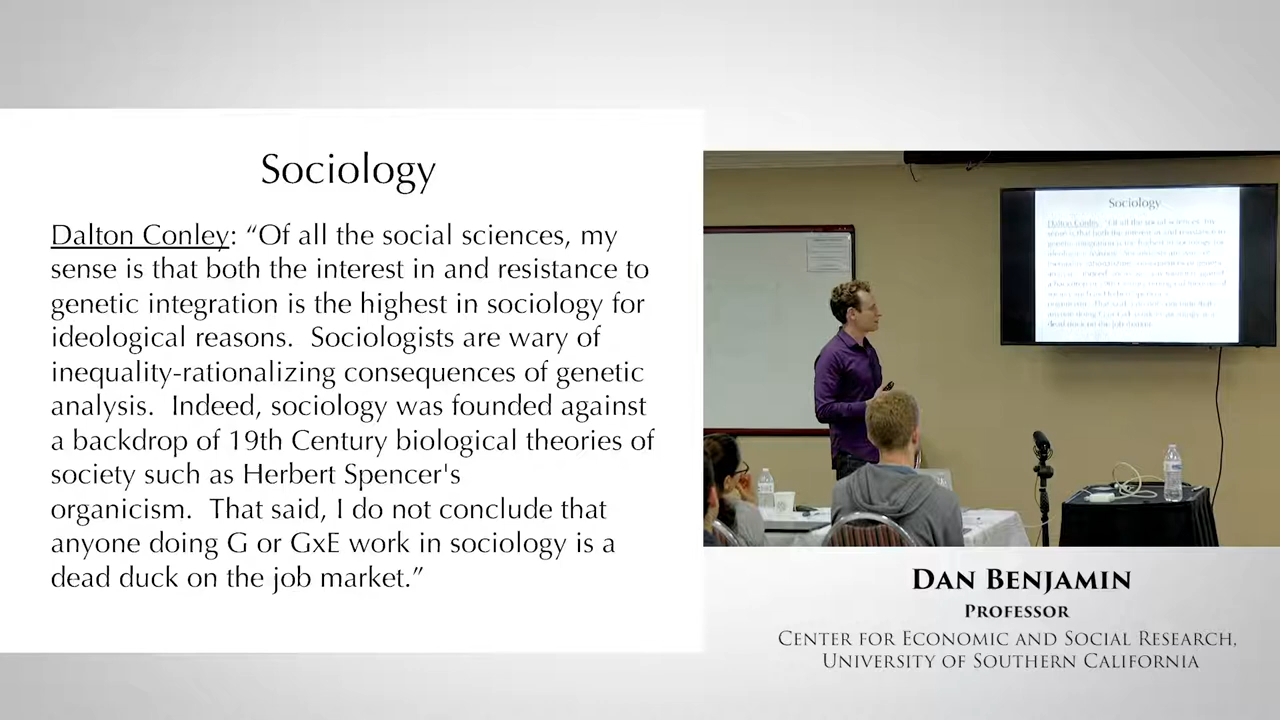 Sociology
Dalton Conley: “Of all the social sciences, my
sense is that both the interest in and resistance to
genetic integration is the highest in sociology for
ideological reasons.  Sociologists are wary of
inequality-rationalizing consequences of genetic
analysis.  Indeed, sociology was founded against
a backdrop of 19th Century biological theories of
society such as Herbert Spencer's
organicism.  That said, I do not conclude that
anyone doing G or GxE work in sociology is a
dead duck on the job market.”
Sociology
DAN BENJAMIN
PROFESSOR
CENTER FOR ECONOMIC AND SOCIAL RESEARCH,
UNIVERSITY OF SOUTHERN CALIFORNIA